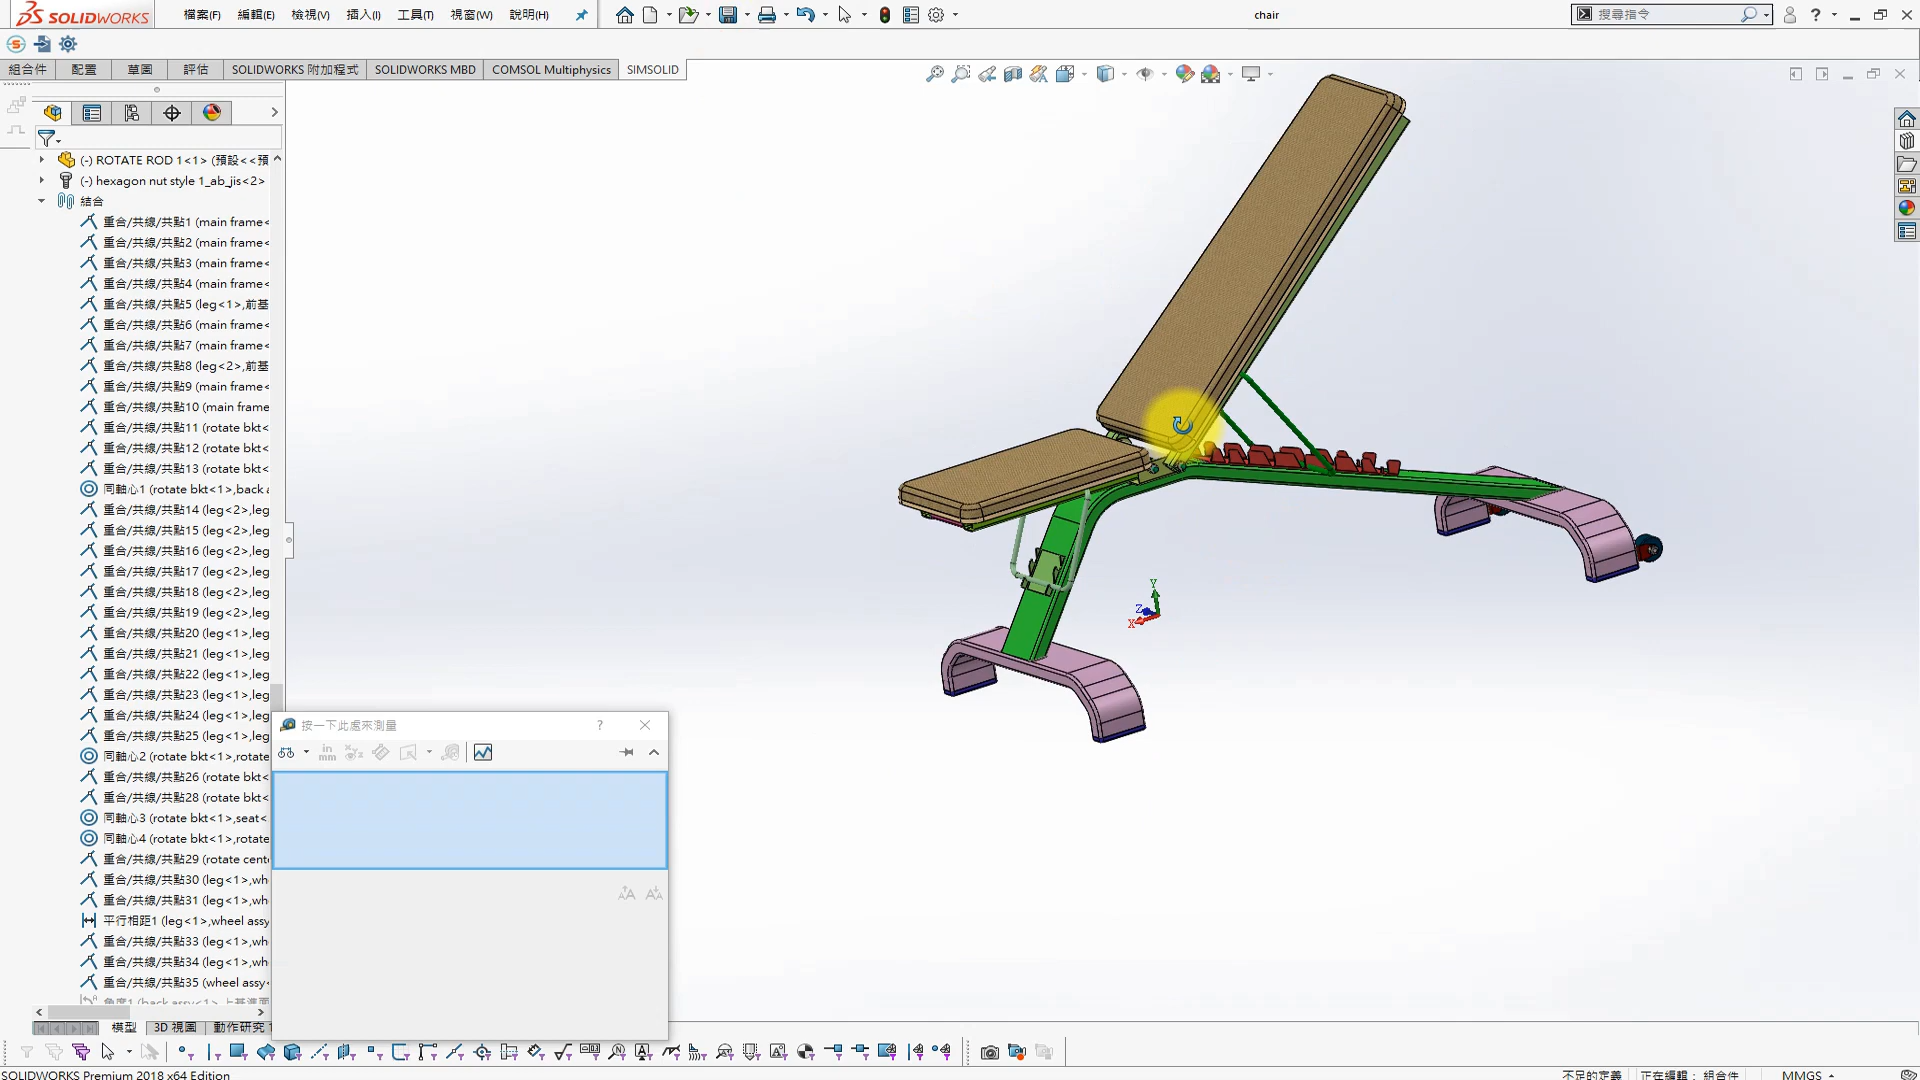 SOLIDWORKS 檔案(F) 編輯(E) 檢視(V) 插入(I) 工具(T) 視窗(W) 說明(H) chair 搜尋指令
組合件 配置 草圖 評估 SOLIDWORKS 附加程式 SOLIDWORKS MBD COMSOL Multiphysics SIMSOLID
(-) ROTATE ROD 1<1> (預設<<預
(-) hexagon nut style 1_ab_jis<2>
結合
重合/共線/共點1 (main frame<
重合/共線/共點2 (main frame<
重合/共線/共點3 (main frame<
重合/共線/共點4 (main frame<
重合/共線/共點5 (leg<1>,前基
重合/共線/共點6 (main frame<
重合/共線/共點7 (main frame<
重合/共線/共點8 (leg<2>,前基
重合/共線/共點9 (main frame<
重合/共線/共點10 (main frame
重合/共線/共點11 (rotate bkt<
重合/共線/共點12 (rotate bkt<
重合/共線/共點13 (rotate bkt<
同軸心1 (rotate bkt<1>,back a
重合/共線/共點14 (leg<2>,leg
重合/共線/共點15 (leg<2>,leg
重合/共線/共點16 (leg<2>,leg
重合/共線/共點17 (leg<2>,leg
重合/共線/共點18 (leg<2>,leg
重合/共線/共點19 (leg<2>,leg
重合/共線/共點20 (leg<1>,leg
重合/共線/共點21 (leg<1>,leg
重合/共線/共點22 (leg<1>,leg
重合/共線/共點23 (leg<1>,leg
重合/共線/共點24 (leg<1>,leg
重合/共線/共點25 (leg<1>,leg
同軸心2 (rotate bkt<1>,rotate
重合/共線/共點26 (rotate bkt<
重合/共線/共點28 (rotate bkt<
同軸心3 (rotate bkt<1>,seat<
同軸心4 (rotate bkt<1>,rotate
重合/共線/共點29 (rotate cent
重合/共線/共點30 (leg<1>,wh
重合/共線/共點31 (leg<1>,wh
平行相距1 (leg<1>,wheel assy
重合/共線/共點33 (leg<1>,wh
重合/共線/共點34 (leg<1>,wh
重合/共線/共點35 (wheel assy<
角度1 (back assy<1>,上基準面
按一下此處來測量 ?
in
mm
Y
Z
X
模型 3D 視圖 動作研究 1
SOLIDWORKS Premium 2018 x64 Edition 不足的定義 正在編輯： 組合件 MMGS